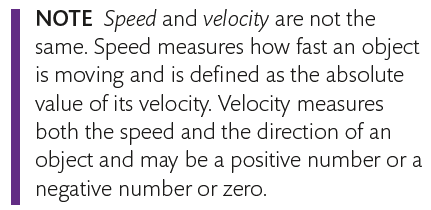 NOTE Speed and velocity are not the
same. Speed measures how fast an object
is moving and is defined as the absolute
value of its velocity. Velocity measures
both the speed and the direction of an
object and may be a positive number or a
negative number or zero.